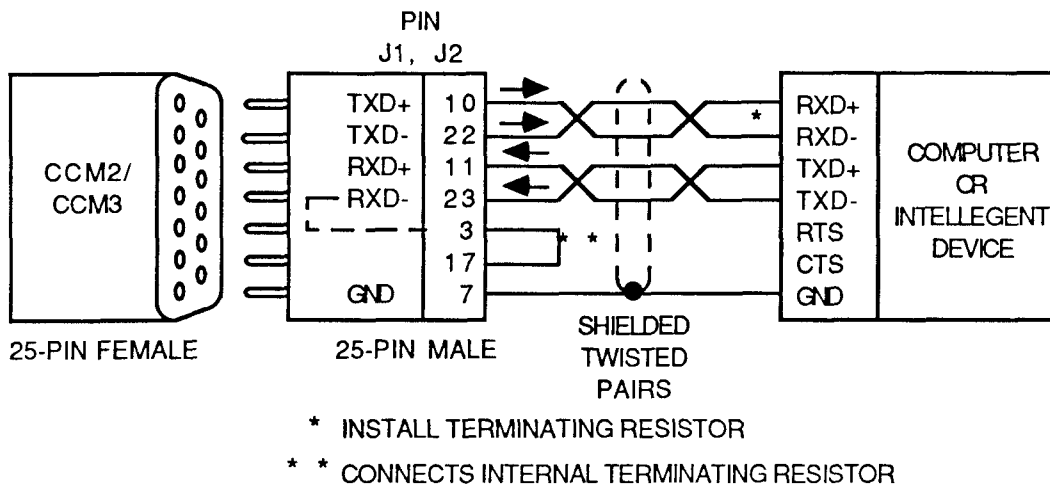 PIN
J1, J2
CCM2/
CCM3
TXD+ 10
TXD- 22
RXD+ 11
RXD- 23
3
17
GND 7
*
* *
RXD+
RXD-
TXD+
TXD-
RTS
CTS
GND
COMPUTER
OR
INTELLEGENT
DEVICE
25-PIN FEMALE
25-PIN MALE
SHIELDED
TWISTED
PAIRS
* INSTALL TERMINATING RESISTOR
* * CONNECTS INTERNAL TERMINATING RESISTOR